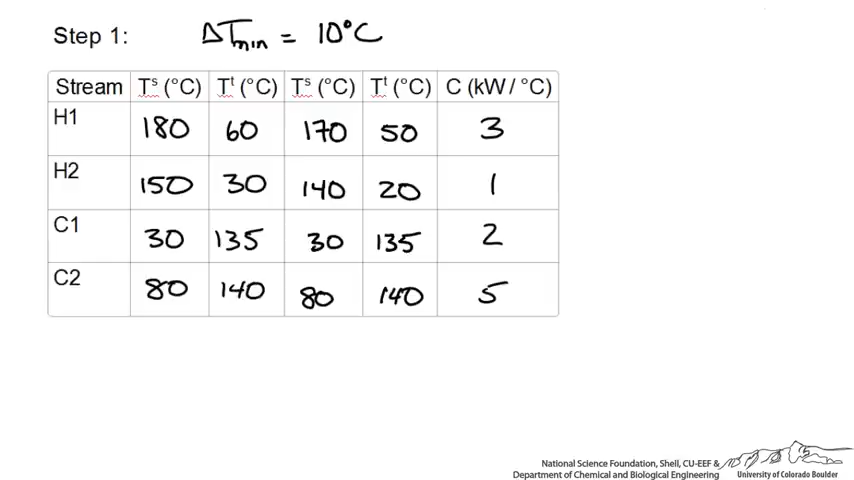 Step 1: ΔTmin = 10°C
Stream Tˢ (°C) Tᵗ (°C) Tˢ (°C) Tᵗ (°C) C (kW / °C)
H1 180 60 170 50 3
H2 150 30 140 20 1
C1 30 135 30 135 2
C2 80 140 80 140 5
National Science Foundation, Shell, CU-EEF &
Department of Chemical and Biological Engineering
University of Colorado Boulder